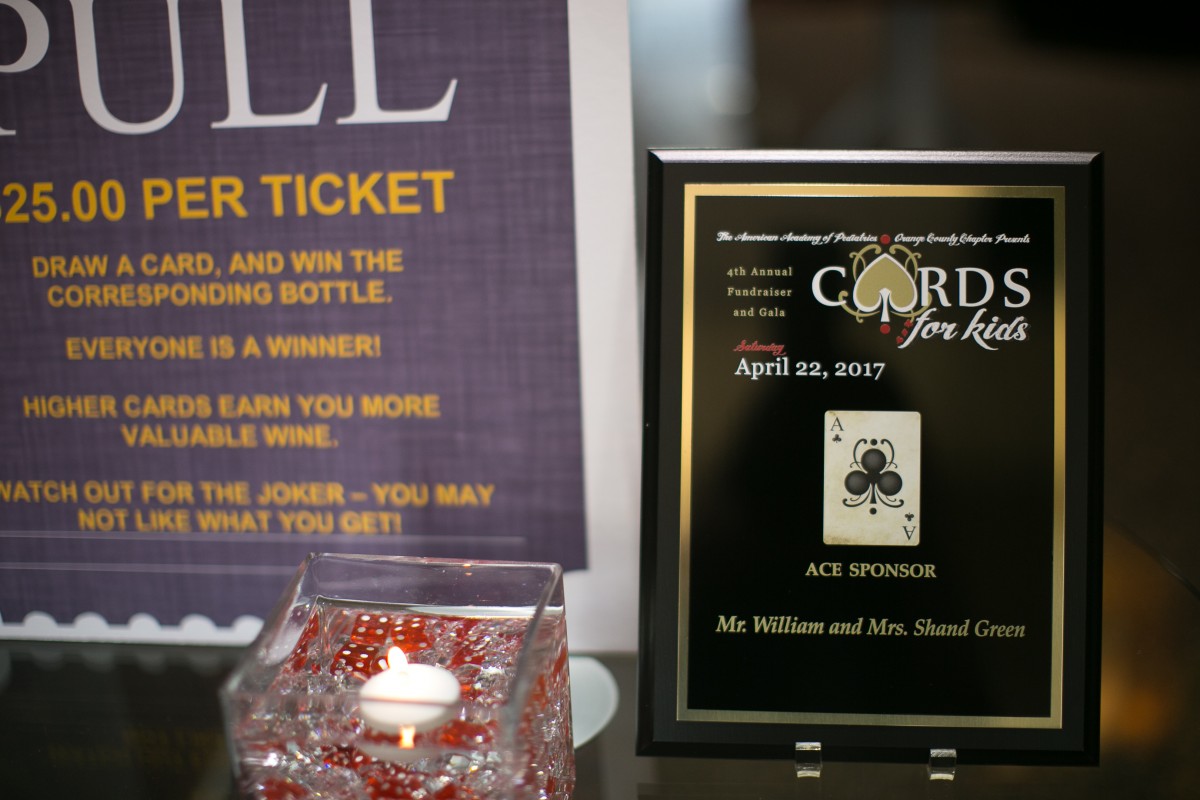 PULL
$25.00 PER TICKET
DRAW A CARD, AND WIN THE
CORRESPONDING BOTTLE.
EVERYONE IS A WINNER!
HIGHER CARDS EARN YOU MORE
VALUABLE WINE.
WATCH OUT FOR THE JOKER – YOU MAY
NOT LIKE WHAT YOU GET!
The American Academy of Pediatrics Orange County Chapter Presents
4th Annual
Fundraiser
and Gala
CARDS
for kids
Saturday
April 22, 2017
A
A
ACE SPONSOR
Mr. William and Mrs. Shand Green